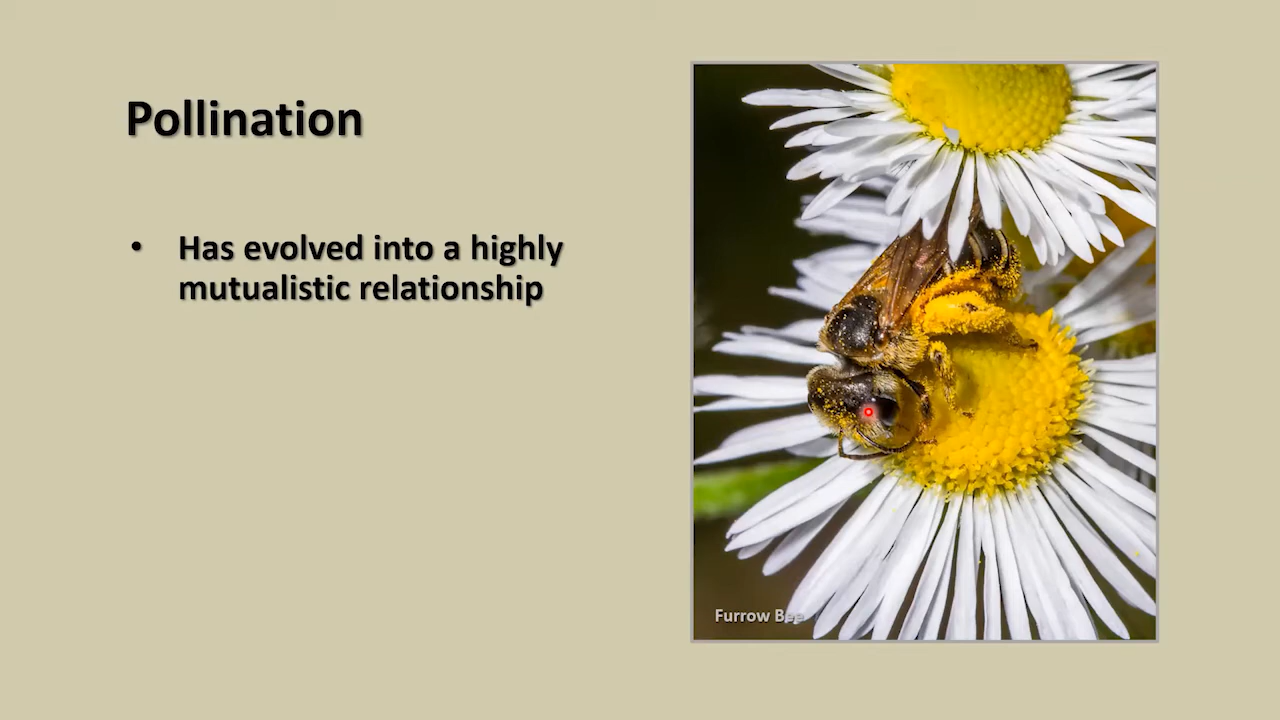 Pollination
• Has evolved into a highly
mutualistic relationship
Furrow Bee